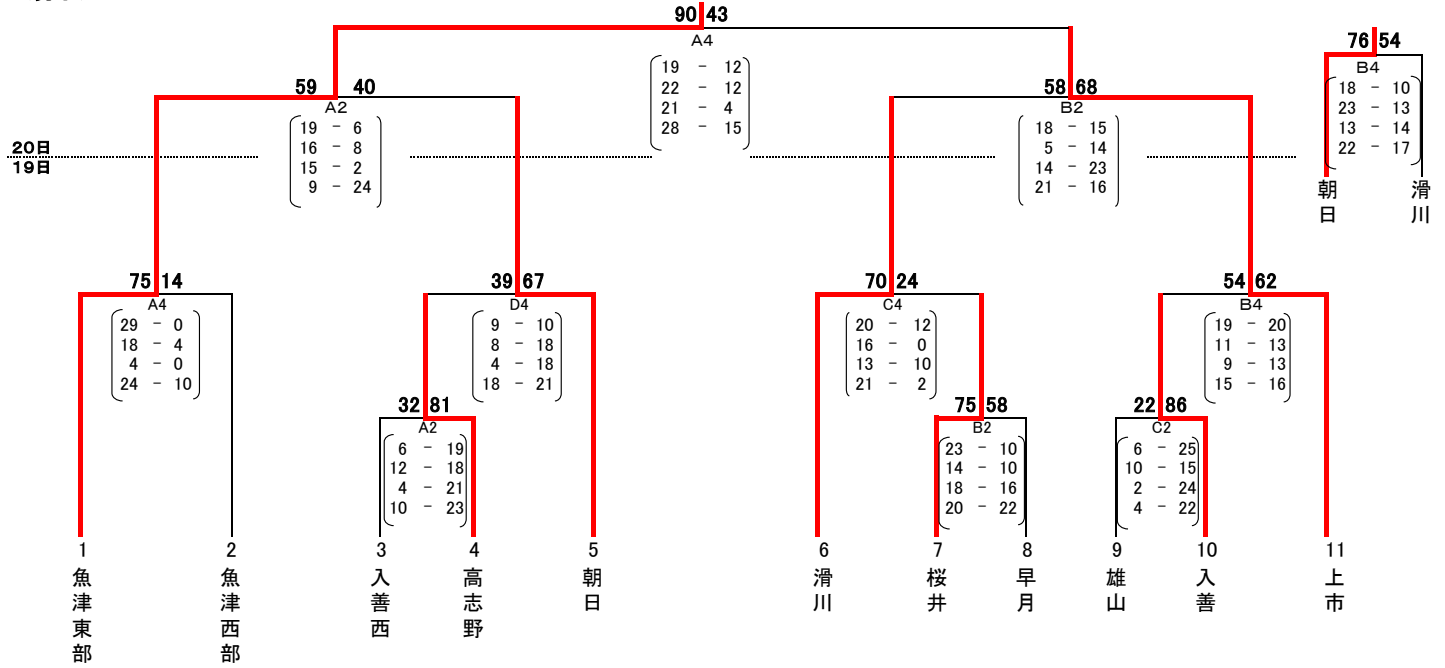 90 43
A4
19 - 12
22 - 12
21 - 4
28 - 15
76 54
B4
18 - 10
23 - 13
13 - 14
22 - 17
朝日
滑川
59 40
A2
19 - 6
16 - 8
15 - 2
9 - 24
58 68
B2
18 - 15
5 - 14
14 - 23
21 - 16
20日
19日
75 14
A4
29 - 0
18 - 4
4 - 0
24 - 10
39 67
D4
9 - 10
8 - 18
4 - 18
18 - 21
70 24
C4
20 - 12
16 - 0
13 - 10
21 - 2
54 62
B4
19 - 20
11 - 13
9 - 13
15 - 16
32 81
A2
6 - 19
12 - 18
4 - 21
10 - 23
75 58
B2
23 - 10
14 - 10
18 - 16
20 - 22
22 86
C2
6 - 25
10 - 15
2 - 24
4 - 22
1 2 3 4 5 6 7 8 9 10 11
魚津東部
魚津西部
入善西
高志野
朝日
滑川
桜井
早月
雄山
入善
上市